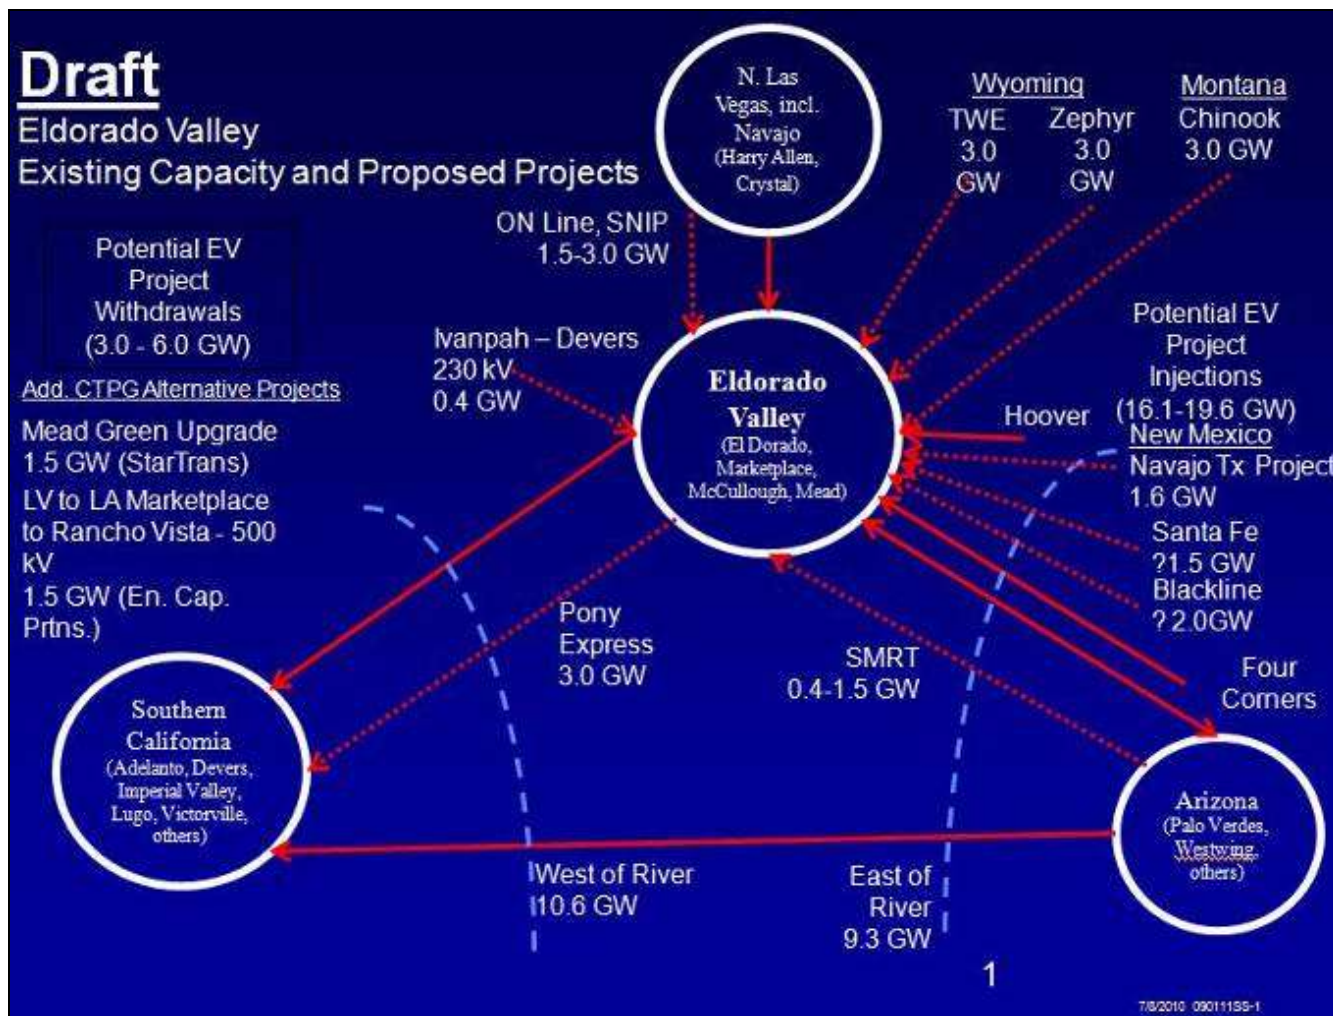 Draft
Eldorado Valley
Existing Capacity and Proposed Projects
N. Las
Vegas, incl.
Navajo
(Harry Allen,
Crystal)
Wyoming
TWE
3.0
GW
Zephyr
3.0
GW
Montana
Chinook
3.0 GW
ON Line, SNIP
1.5-3.0 GW
Potential EV
Project
Withdrawals
(3.0 - 6.0 GW)
Ivanpah – Devers
230 kV
0.4 GW
Eldorado
Valley
(El Dorado,
Marketplace,
McCullough, Mead)
Hoover
Potential EV
Project
Injections
(16.1-19.6 GW)
New Mexico
Navajo Tx Project
1.6 GW
Santa Fe
?1.5 GW
Blackline
? 2.0GW
Add. CTPG Alternative Projects
Mead Green Upgrade
1.5 GW (StarTrans)
LV to LA Marketplace
to Rancho Vista - 500
kV
1.5 GW (En. Cap.
Prtns.)
Pony
Express
3.0 GW
SMRT
0.4-1.5 GW
Four
Corners
Southern
California
(Adelanto, Devers,
Imperial Valley,
Lugo, Victorville,
others)
Arizona
(Palo Verdes,
Westwing,
others)
West of River
10.6 GW
East of
River
9.3 GW
1
7/8/2010 090111SS-1